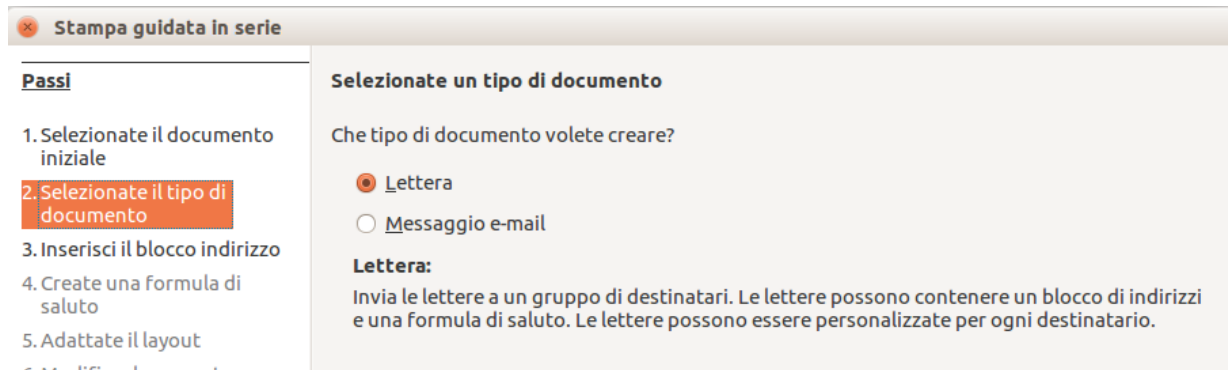 Stampa guidata in serie
Passi
1. Selezionate il documento
iniziale
2. Selezionate il tipo di
documento
3. Inserisci il blocco indirizzo
4. Create una formula di
saluto
5. Adattate il layout
Selezionate un tipo di documento
Che tipo di documento volete creare?
Lettera
Messaggio e-mail
Lettera:
Invia le lettere a un gruppo di destinatari. Le lettere possono contenere un blocco di indirizzi
e una formula di saluto. Le lettere possono essere personalizzate per ogni destinatario.